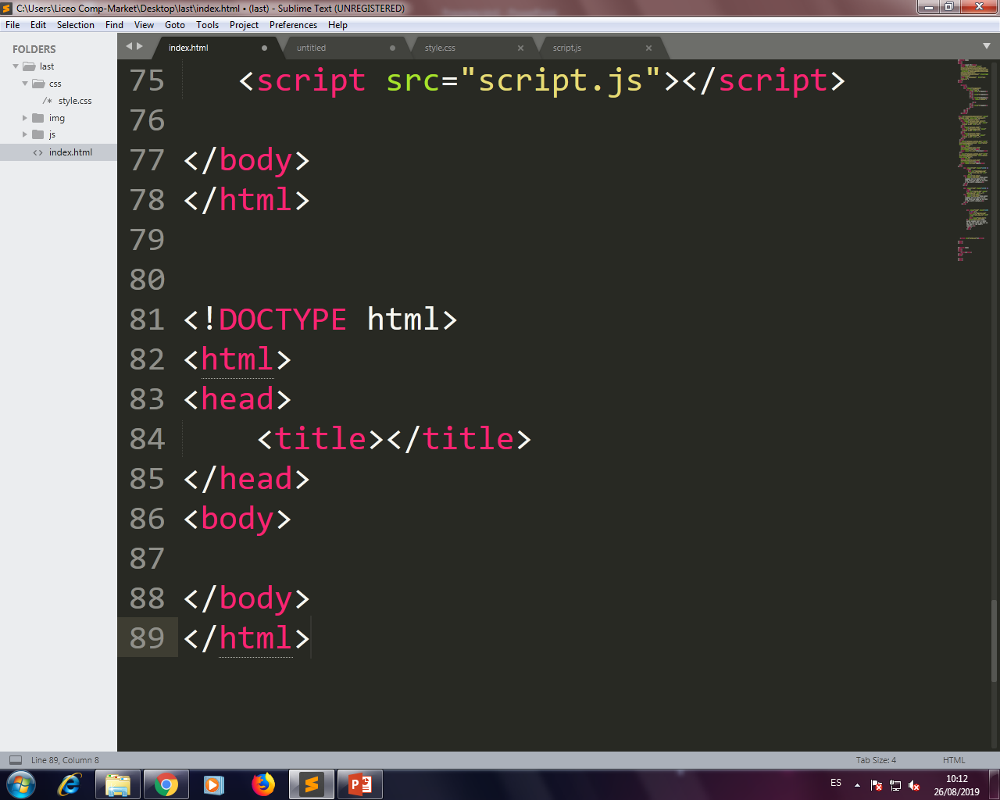 C:\Users\Liceo Comp-Market\Desktop\last\index.html • (last) - Sublime Text (UNREGISTERED)
File Edit Selection Find View Goto Tools Project Preferences Help
FOLDERS
last
css
/* style.css
img
js
<> index.html
index.html
untitled
style.css
script.js
75 <script src="script.js"></script>
76
77 </body>
78 </html>
79
80
81 <!DOCTYPE html>
82 <html>
83 <head>
84 <title></title>
85 </head>
86 <body>
87
88 </body>
89 </html>
Line 89, Column 8
Tab Size: 4
HTML
ES
10:12
26/08/2019